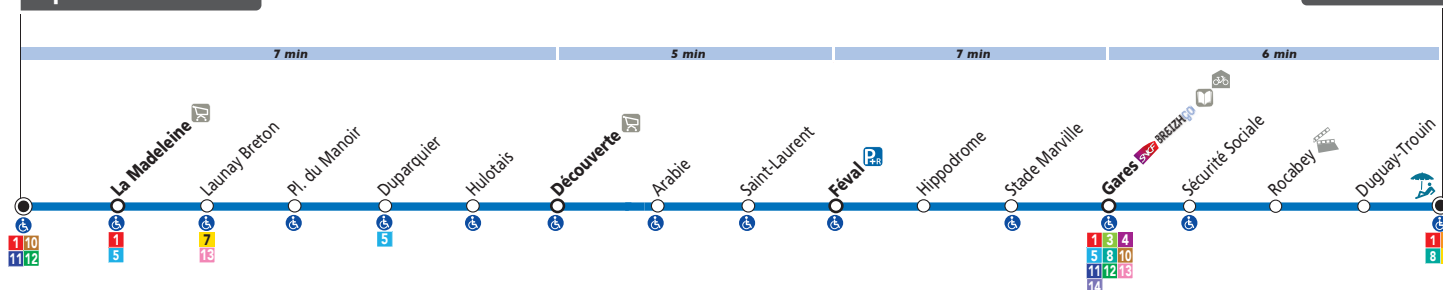 7 min
5 min
7 min
6 min
La Madeleine
Launay Breton
Pl. du Manoir
Duparquier
Hulotais
Découverte
Arabie
Saint-Laurent
Féval
P+R
Hippodrome
Stade Marville
Gares SNCF BREIZHGO
Sécurité Sociale
Rocabey
Duguay-Trouin
1 10
11 12
1
5
7
13
5
1 3 4
5 8 10
11 12 13
14
1
8